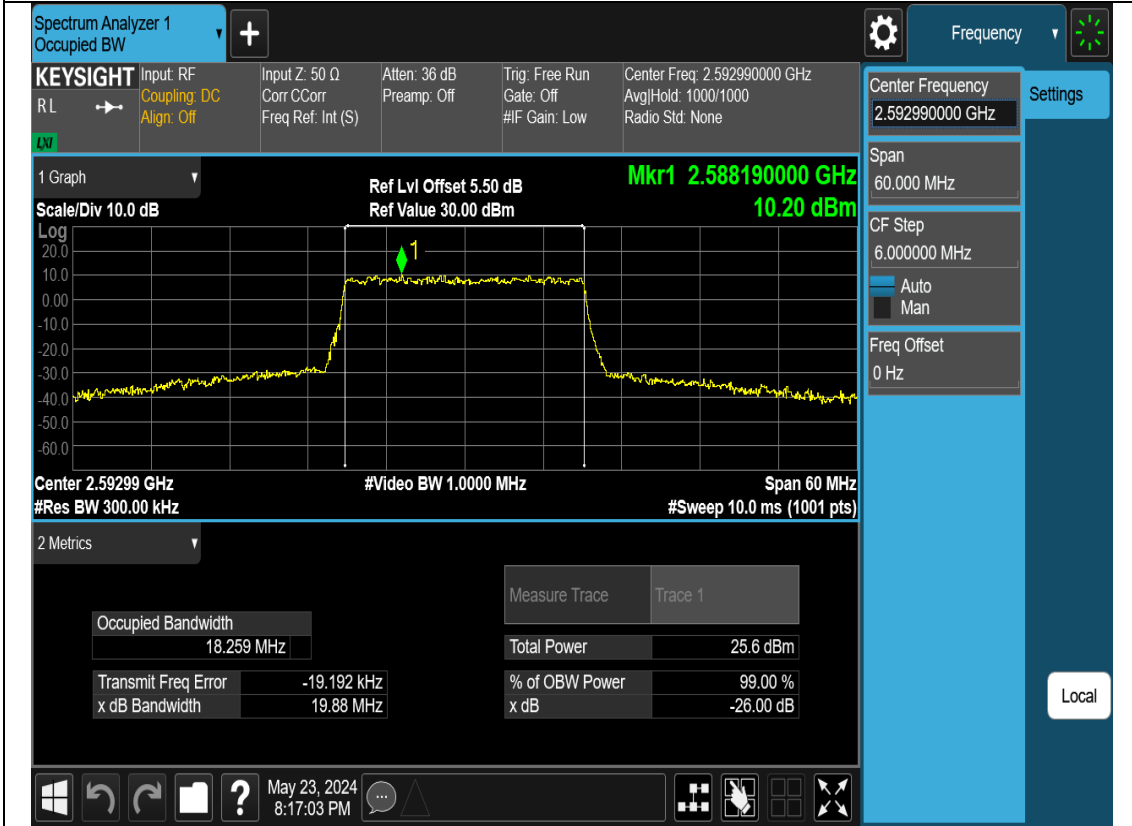 Spectrum Analyzer 1
Occupied BW
+
Frequency
KEYSIGHT
R L
LXI
Input: RF
Coupling: DC
Align: Off
Input Z: 50 Ω
Corr CCorr
Freq Ref: Int (S)
Atten: 36 dB
Preamp: Off
Trig: Free Run
Gate: Off
#IF Gain: Low
Center Freq: 2.592990000 GHz
Avg|Hold: 1000/1000
Radio Std: None
Center Frequency
2.592990000 GHz
Settings
Span
60.000 MHz
CF Step
6.000000 MHz
Auto
Man
Freq Offset
0 Hz
Local
1 Graph
Scale/Div 10.0 dB
Ref Lvl Offset 5.50 dB
Ref Value 30.00 dBm
Mkr1 2.588190000 GHz
10.20 dBm
Log
1
20.0
10.0
0.00
-10.0
-20.0
-30.0
-40.0
-50.0
-60.0
Center 2.59299 GHz
#Video BW 1.0000 MHz
Span 60 MHz
#Res BW 300.00 kHz
#Sweep 10.0 ms (1001 pts)
2 Metrics
Measure Trace
Trace 1
Occupied Bandwidth
18.259 MHz
Total Power
25.6 dBm
Transmit Freq Error
-19.192 kHz
% of OBW Power
99.00 %
x dB Bandwidth
19.88 MHz
x dB
-26.00 dB
?
May 23, 2024
8:17:03 PM